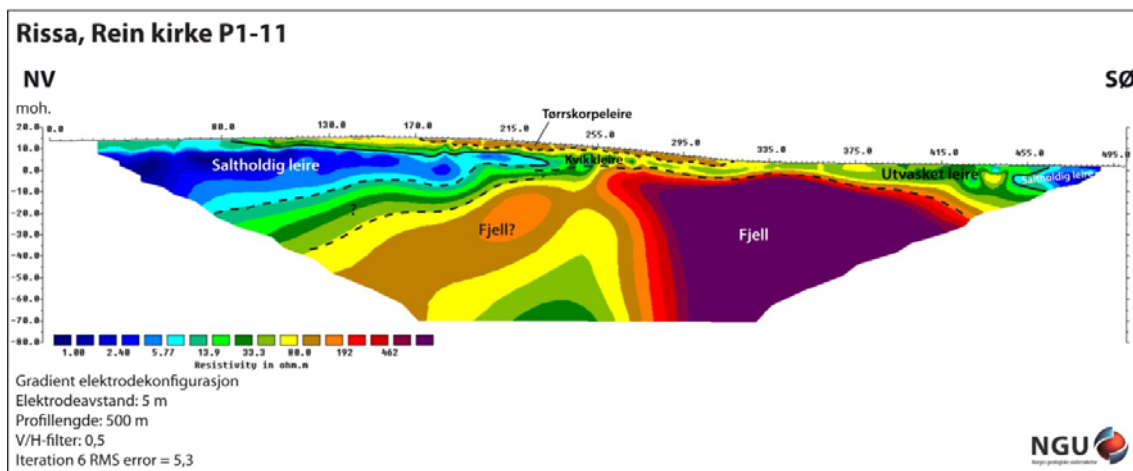 Rissa, Rein kirke P1-11
NV
SØ
moh.
Tørrskorpeleire
20.0
0.0
80.0
130.0
170.0
215.0
255.0
295.0
335.0
375.0
415.0
455.0
495.0
10.0
0.0
-10.0
-20.0
-30.0
-40.0
-50.0
-60.0
-70.0
-80.0
Saltholdig leire
Kvikkleire
Utvasket leire
Saltholdig leire
?
Fjell?
Fjell
1.00 2.40 5.77 13.9 33.3 80.0 192 462
Resistivity in ohm.m
Gradient elektrodekonfigurasjon
Elektrodeavstand: 5 m
Profillengde: 500 m
V/H-filter: 0,5
Iteration 6 RMS error = 5,3
NGU